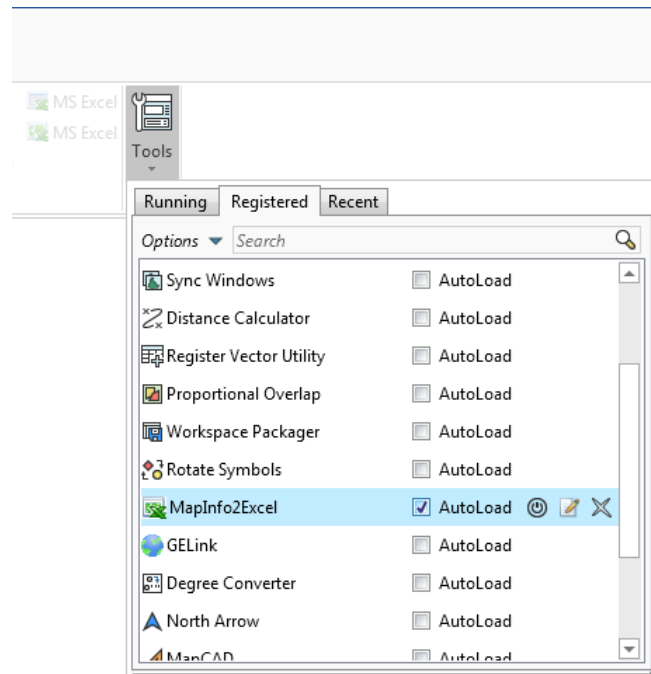 MS Excel
MS Excel
Tools
Running Registered Recent
Options Search
Sync Windows AutoLoad
Distance Calculator AutoLoad
Register Vector Utility AutoLoad
Proportional Overlap AutoLoad
Workspace Packager AutoLoad
Rotate Symbols AutoLoad
MapInfo2Excel AutoLoad
GELink AutoLoad
Degree Converter AutoLoad
North Arrow AutoLoad
MapCAD AutoLoad